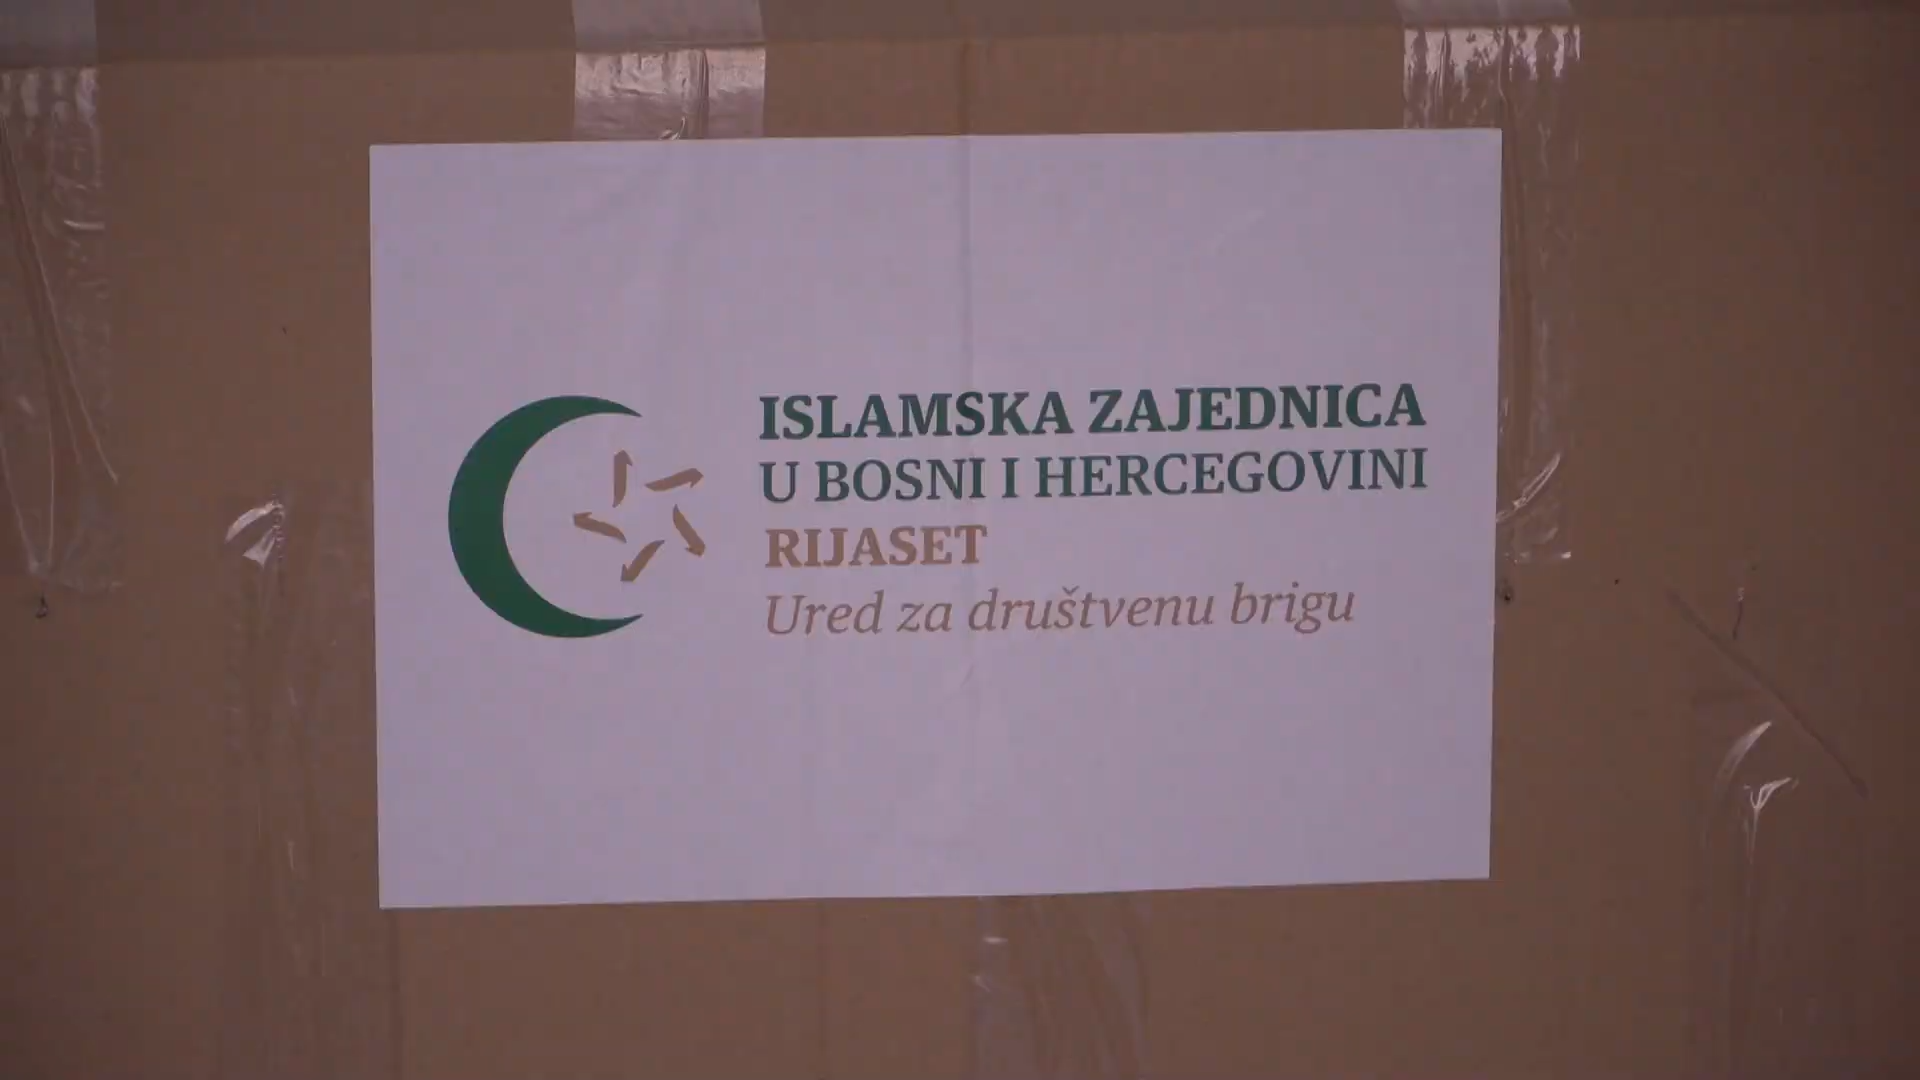 ISLAMSKA ZAJEDNICA
U BOSNI I HERCEGOVINI
RIJASET
Ured za društvenu brigu